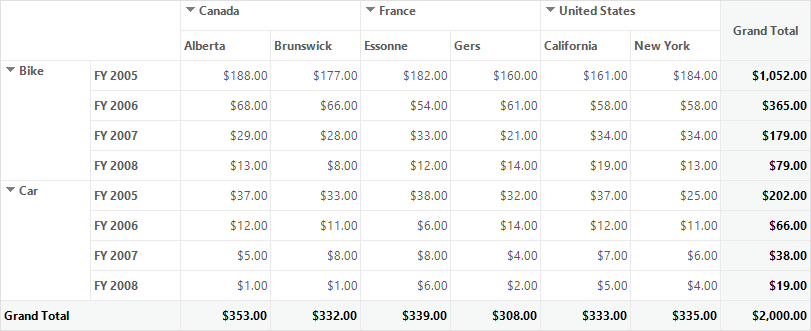 Canada France United States Grand Total
Alberta Brunswick Essonne Gers California New York
Bike FY 2005 $188.00 $177.00 $182.00 $160.00 $161.00 $184.00 $1,052.00
FY 2006 $68.00 $66.00 $54.00 $61.00 $58.00 $58.00 $365.00
FY 2007 $29.00 $28.00 $33.00 $21.00 $34.00 $34.00 $179.00
FY 2008 $13.00 $8.00 $12.00 $14.00 $19.00 $13.00 $79.00
Car FY 2005 $37.00 $33.00 $38.00 $32.00 $37.00 $25.00 $202.00
FY 2006 $12.00 $11.00 $6.00 $14.00 $12.00 $11.00 $66.00
FY 2007 $5.00 $8.00 $8.00 $4.00 $7.00 $6.00 $38.00
FY 2008 $1.00 $1.00 $6.00 $2.00 $5.00 $4.00 $19.00
Grand Total $353.00 $332.00 $339.00 $308.00 $333.00 $335.00 $2,000.00